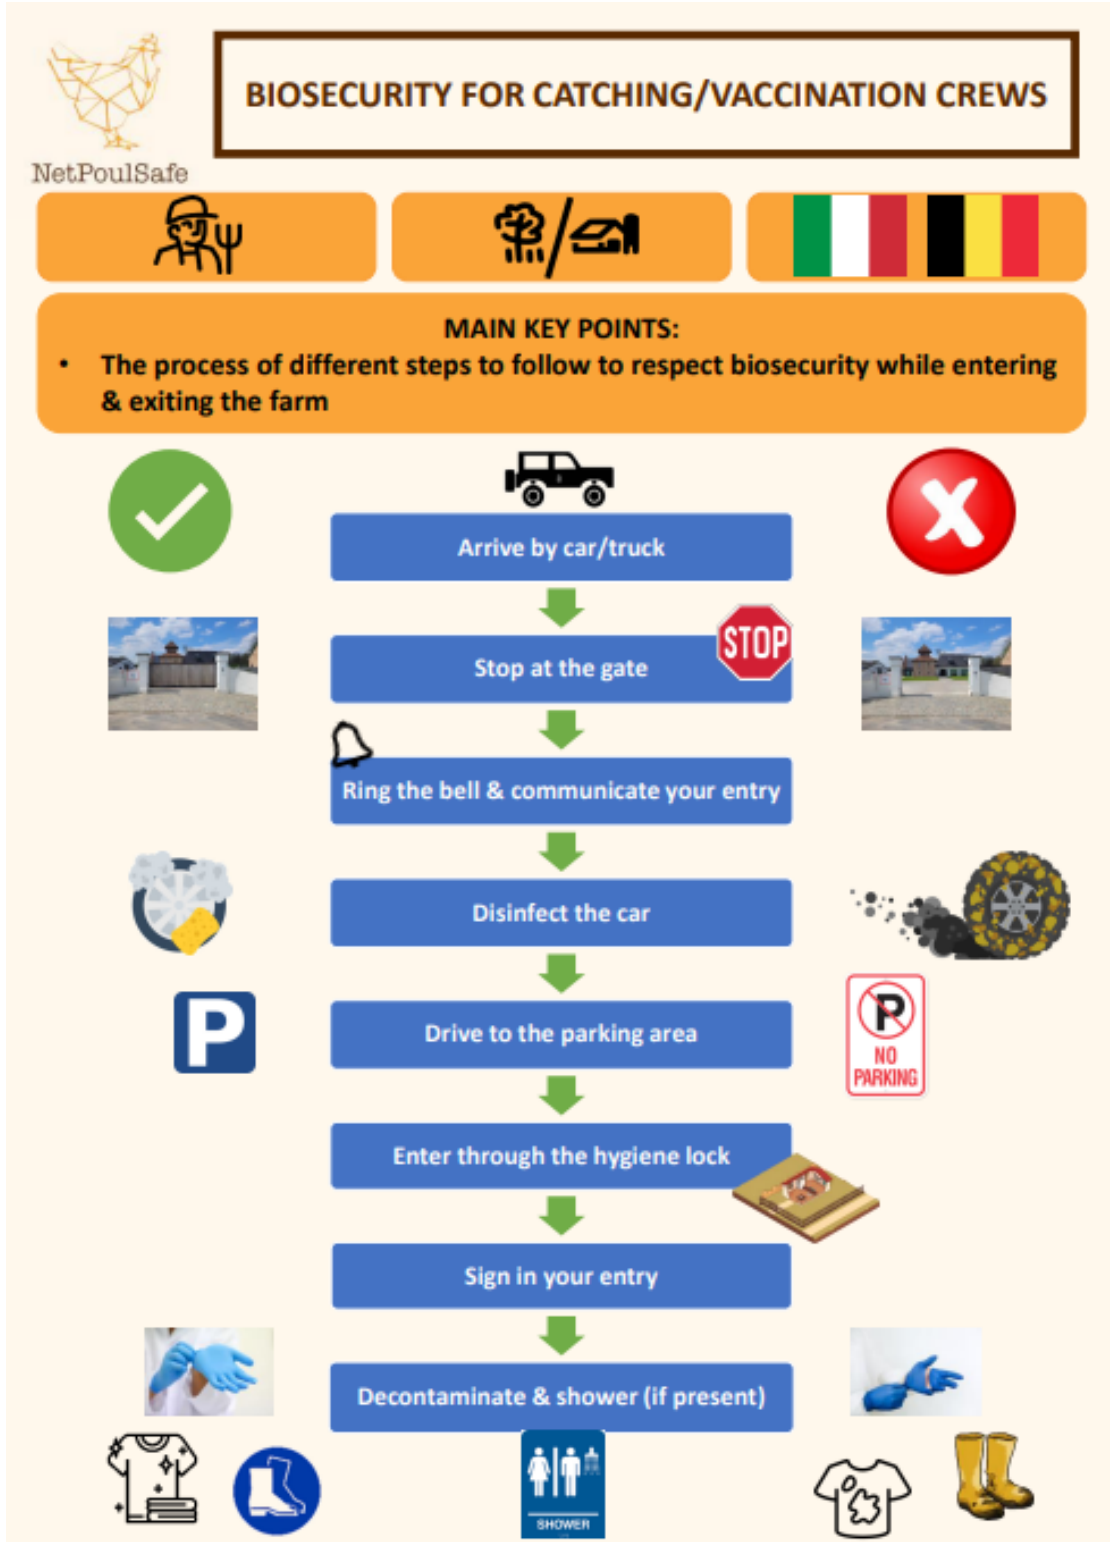 BIOSECURITY FOR CATCHING/VACCINATION CREWS
NetPoulSafe
MAIN KEY POINTS:
• The process of different steps to follow to respect biosecurity while entering
& exiting the farm
Arrive by car/truck
Stop at the gate
STOP
Ring the bell & communicate your entry
Disinfect the car
P
Drive to the parking area
P
NO
PARKING
Enter through the hygiene lock
Sign in your entry
Decontaminate & shower (if present)
SHOWER